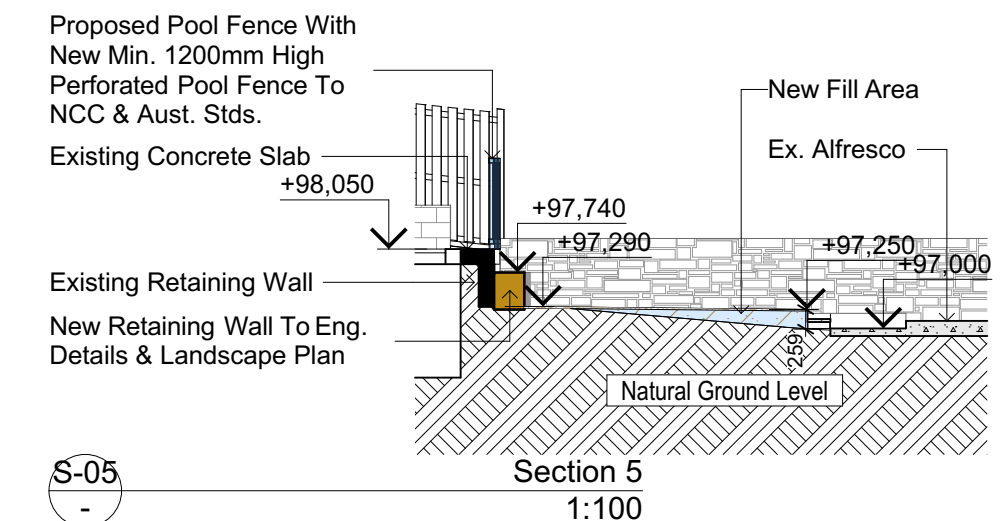 Proposed Pool Fence With
New Min. 1200mm High
Perforated Pool Fence To
NCC & Aust. Stds.
New Fill Area
Existing Concrete Slab
Ex. Alfresco
+98,050
+97,740
+97,290
+97,250
+97,000
Existing Retaining Wall
New Retaining Wall To Eng.
Details & Landscape Plan
259
Natural Ground Level
S-05
-
Section 5
1:100